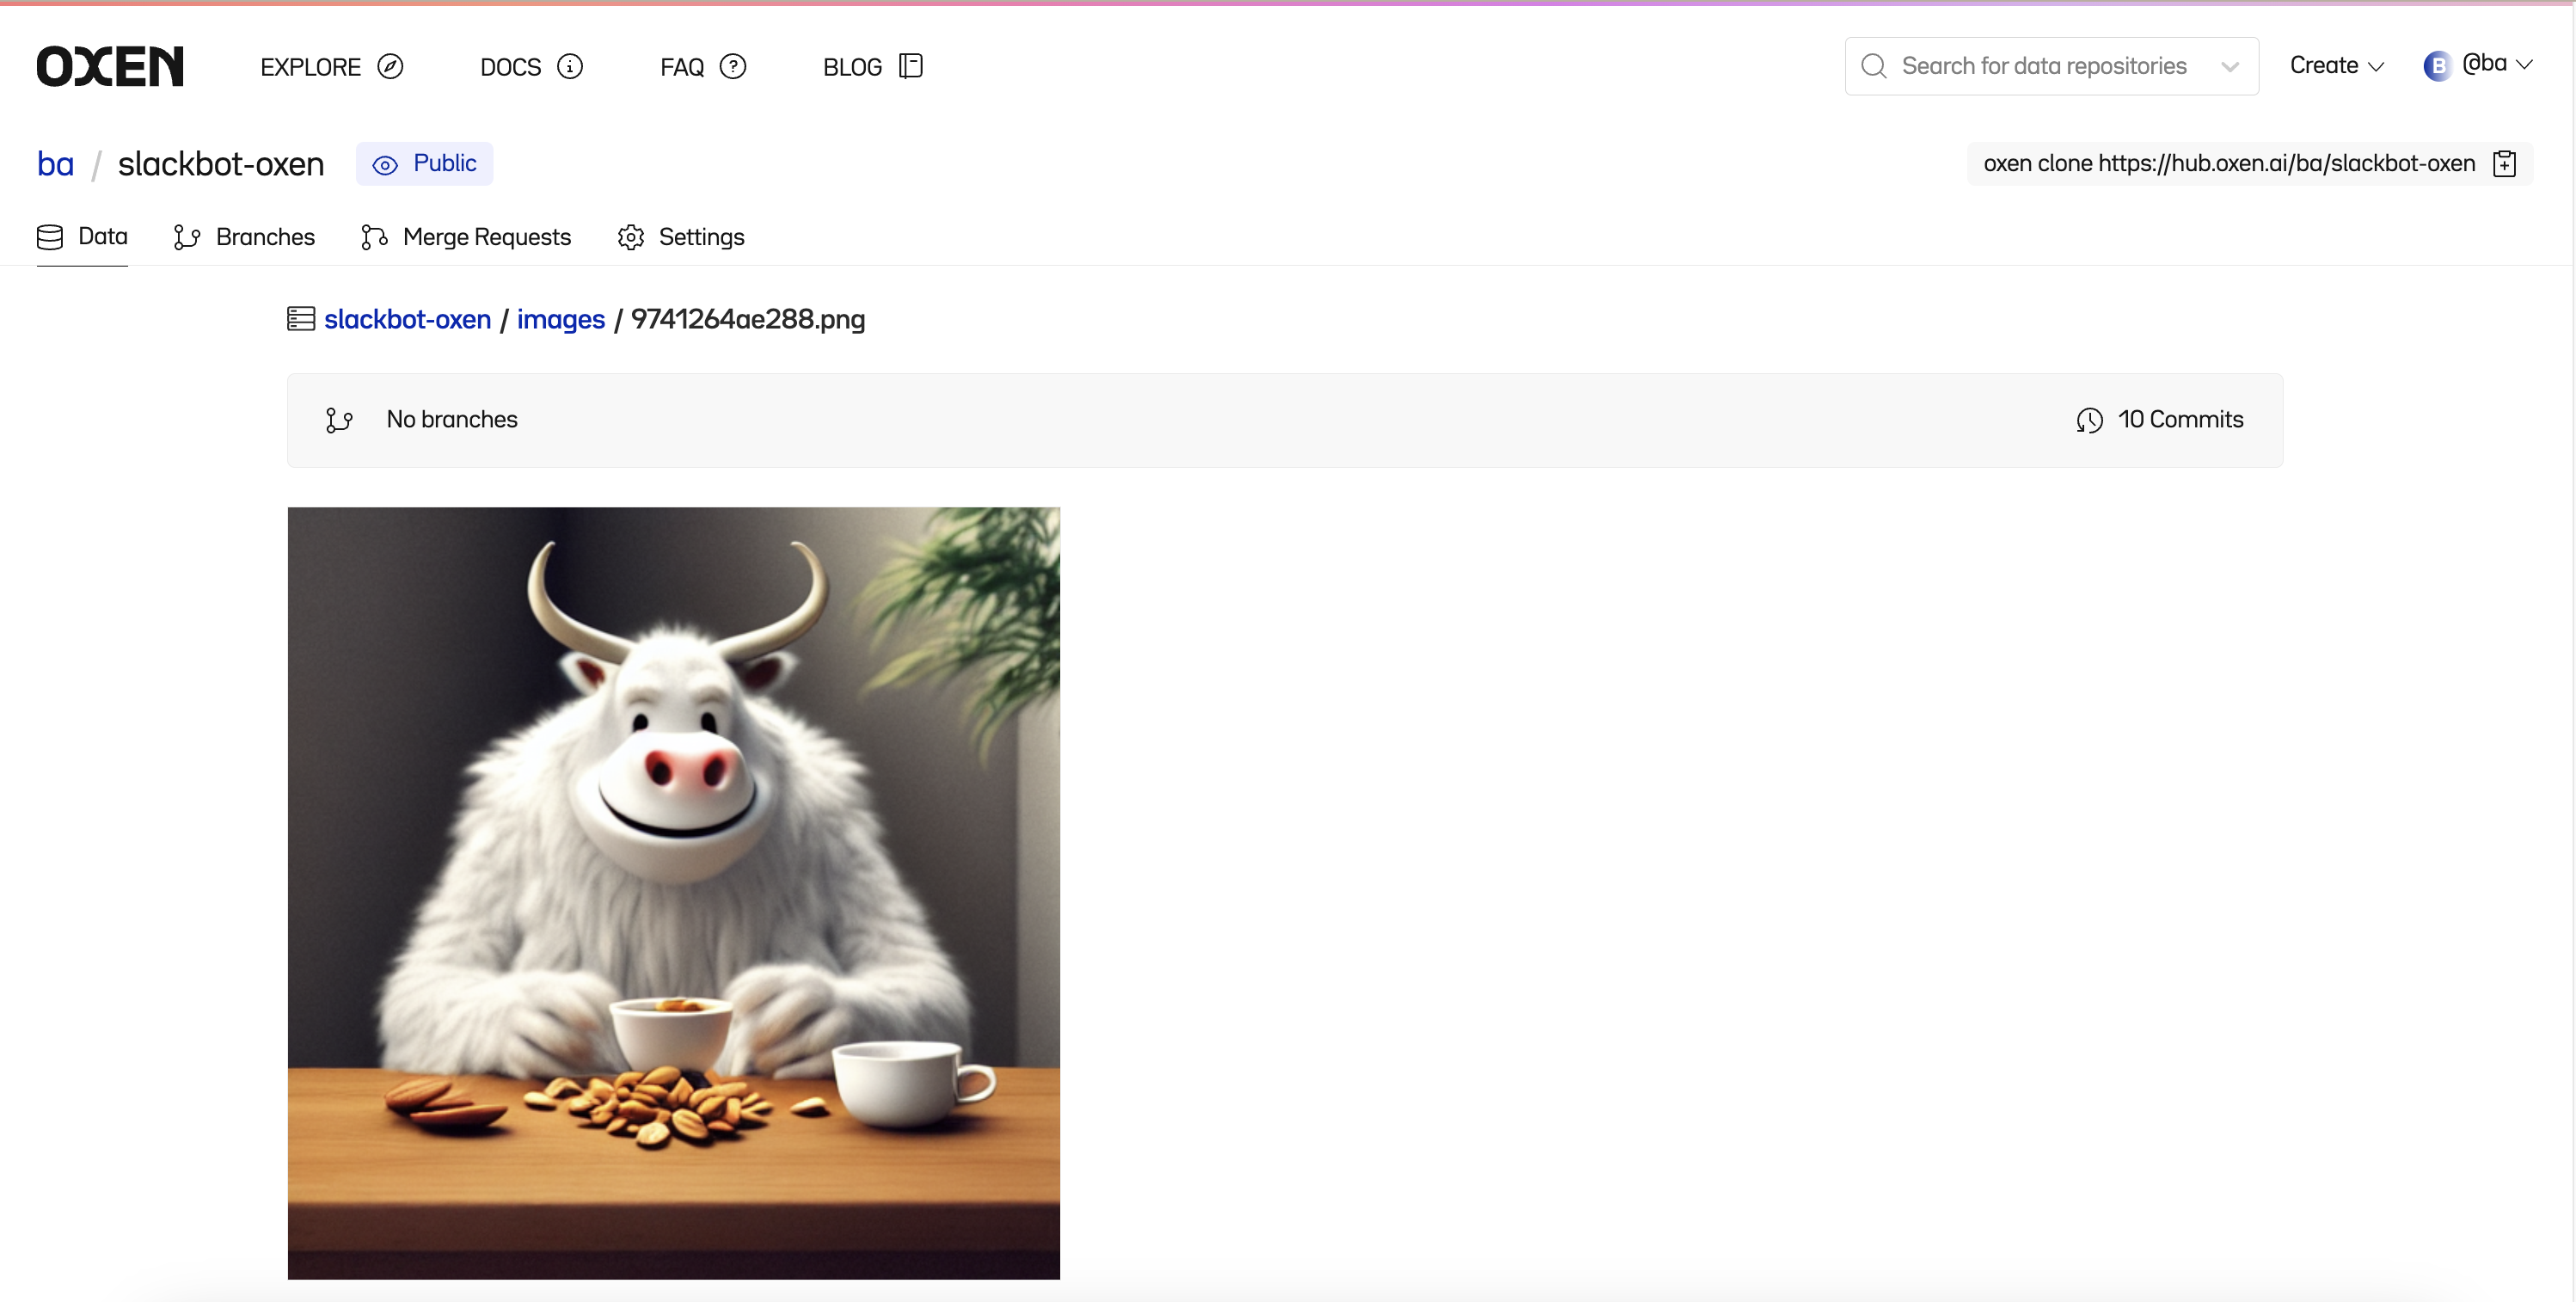 OXEN EXPLORE DOCS FAQ BLOG Search for data repositories Create B @ba
ba / slackbot-oxen Public oxen clone https://hub.oxen.ai/ba/slackbot-oxen
Data Branches Merge Requests Settings
slackbot-oxen / images / 9741264ae288.png
No branches 10 Commits